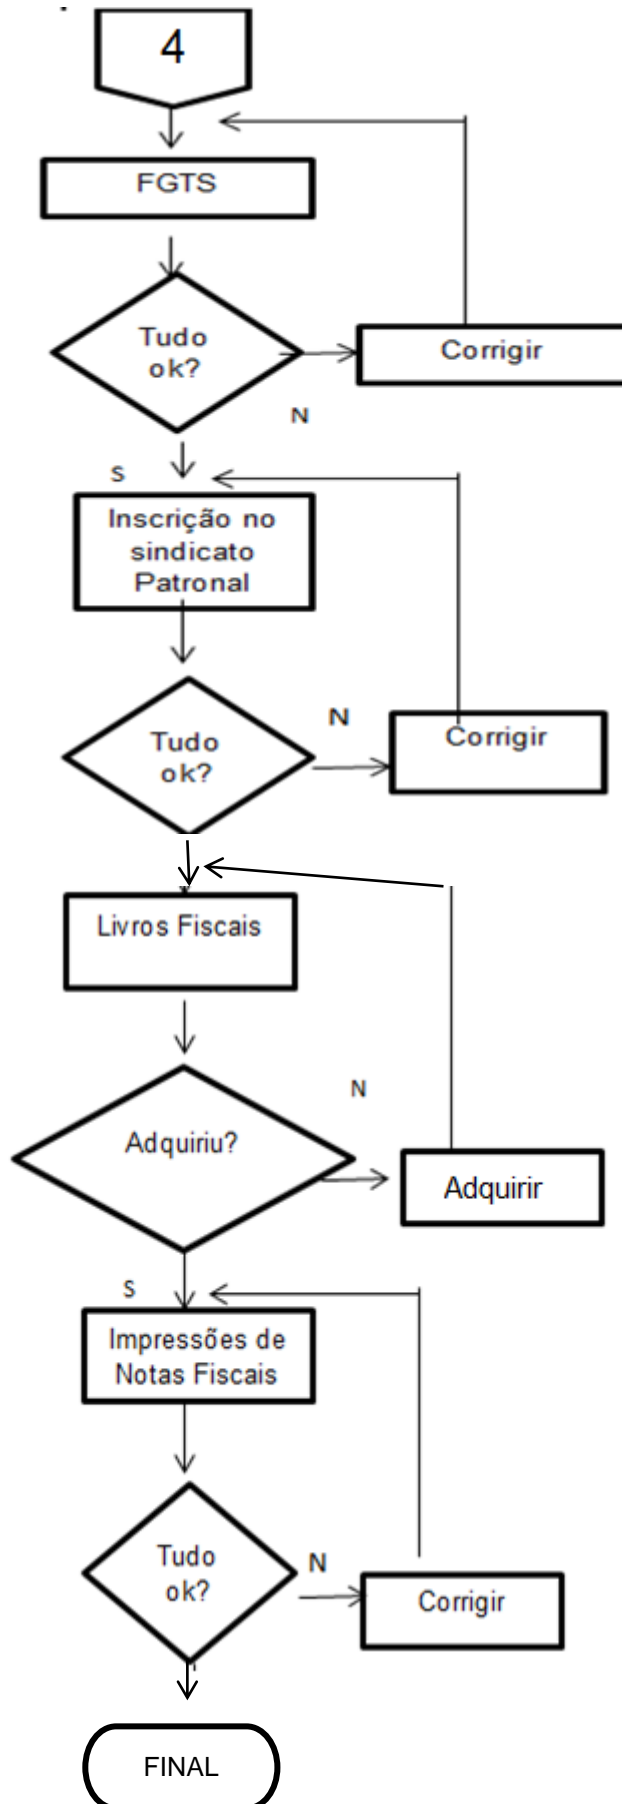 4
FGTS
Tudo
ok?
Corrigir
N
S
Inscrição no
sindicato
Patronal
N
Tudo
ok?
Corrigir
Livros Fiscais
N
Adquiriu?
Adquirir
S
Impressões de
Notas Fiscais
Tudo
ok?
N
Corrigir
FINAL